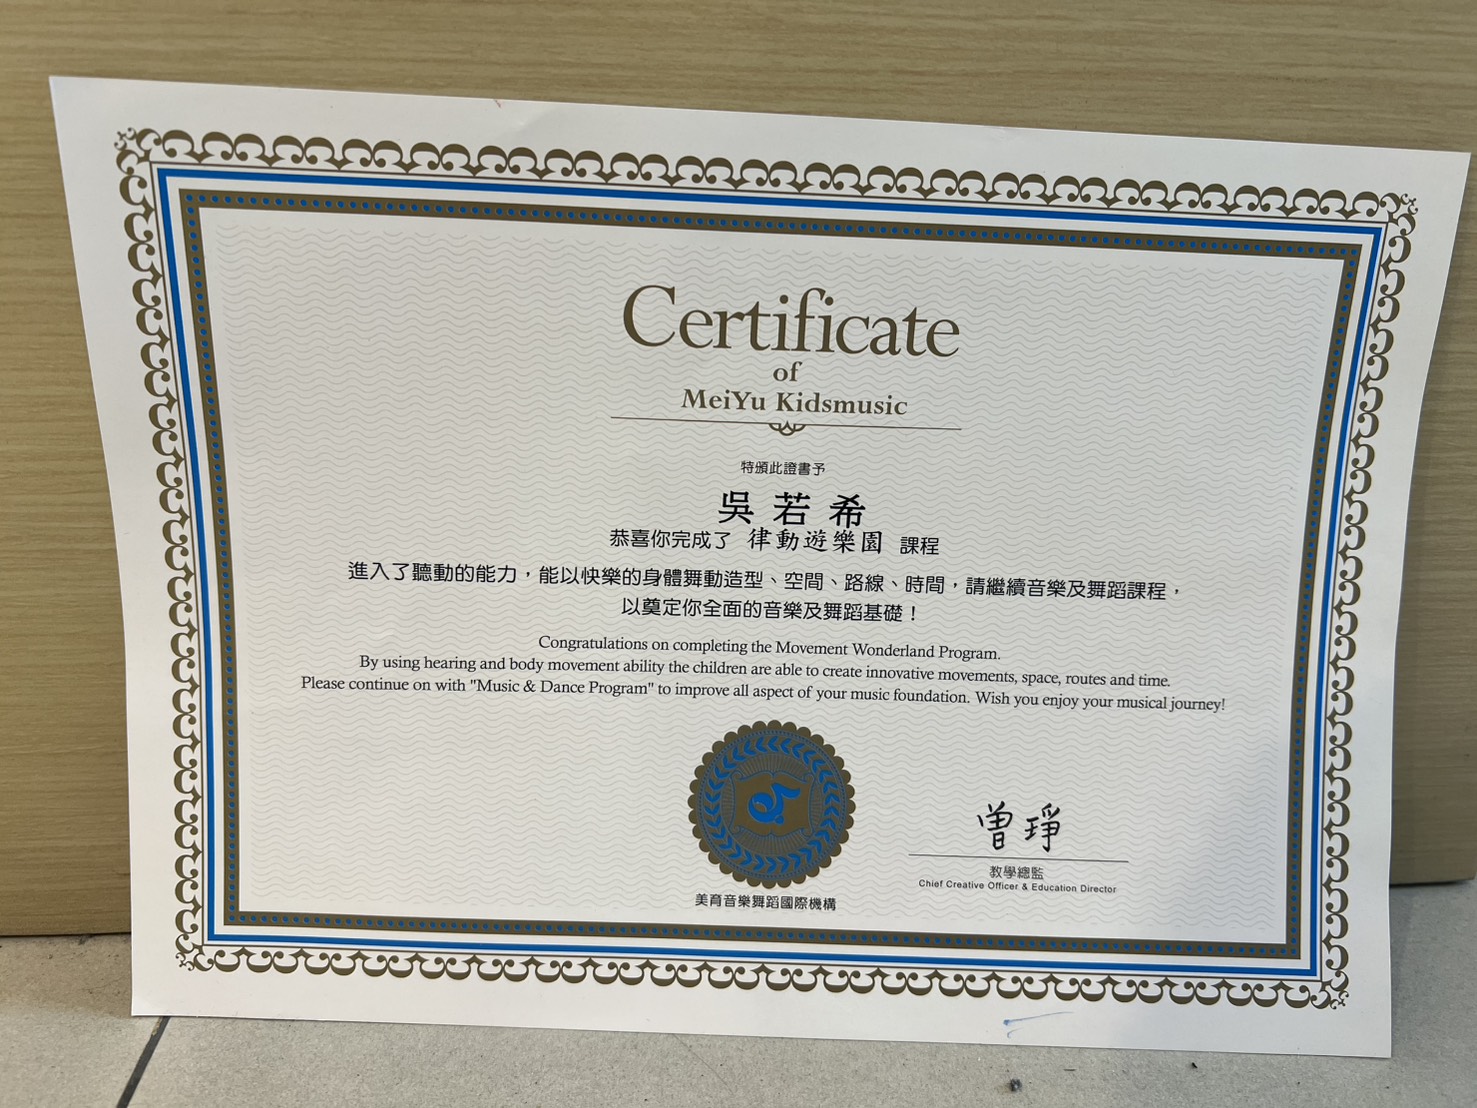 Certificate
of
MeiYu Kidsmusic
特頒此證書予
吳若希
恭喜你完成了 律動遊樂園 課程
進入了聽動的能力，能以快樂的身體舞動造型、空間、路線、時間，請繼續音樂及舞蹈課程，
以奠定你全面的音樂及舞蹈基礎！
Congratulations on completing the Movement Wonderland Program.
By using hearing and body movement ability the children are able to create innovative movements, space, routes and time.
Please continue on with "Music & Dance Program" to improve all aspect of your music foundation. Wish you enjoy your musical journey!
曾琤
教學總監
Chief Creative Officer & Education Director
美育音樂舞蹈國際機構